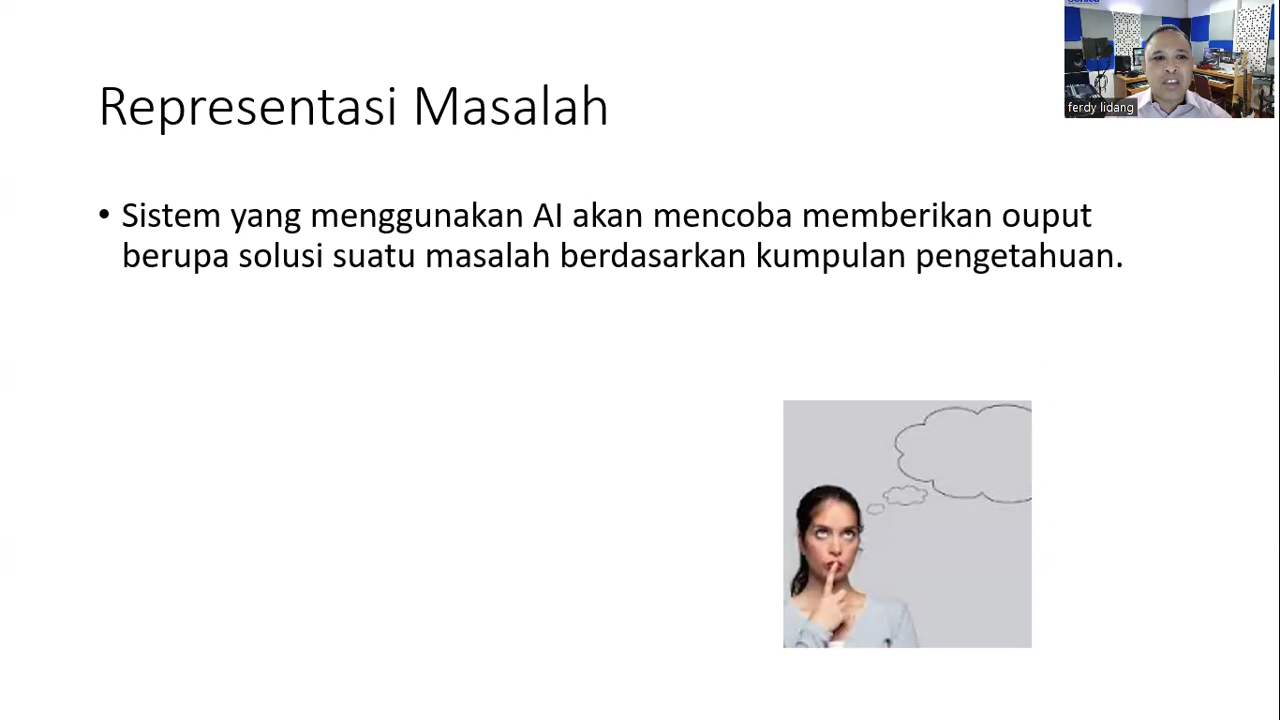 Representasi Masalah
ferdy lidang
• Sistem yang menggunakan AI akan mencoba memberikan ouput
berupa solusi suatu masalah berdasarkan kumpulan pengetahuan.